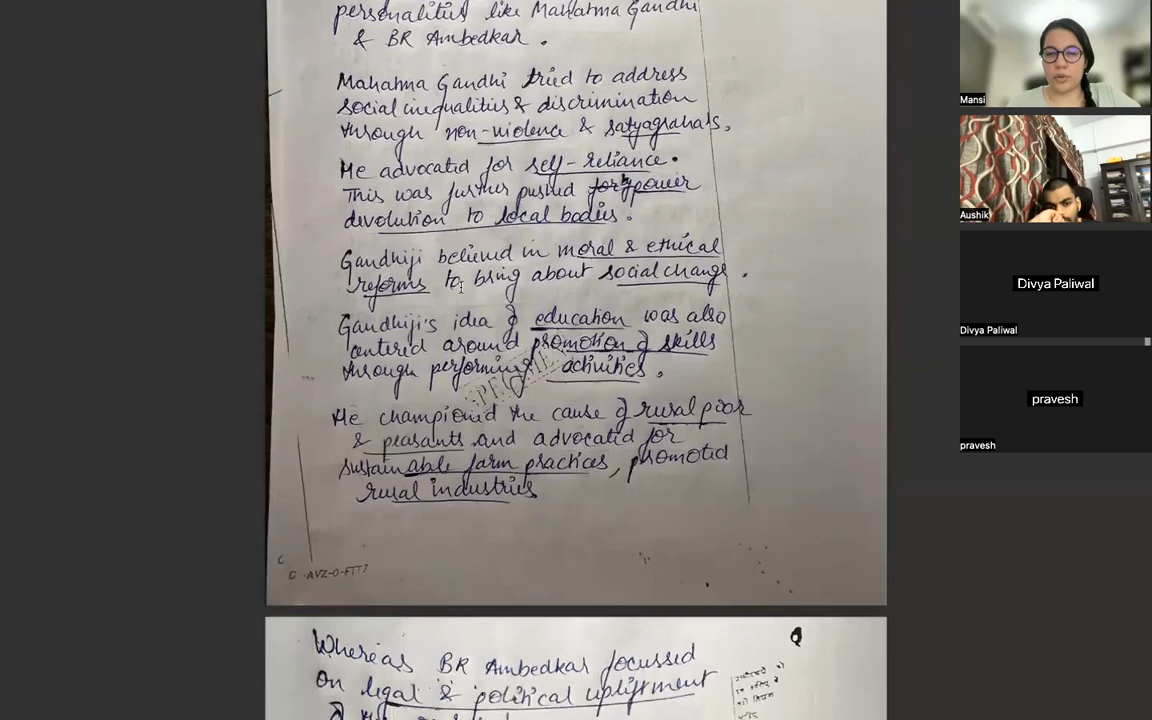 personalities like Mahatma Gandhi
& BR Ambedkar.
Mahatma Gandhi tried to address
social inequalities & discrimination
through non-violence & satyagrahas.
He advocated for self-reliance.
This was further pushed for power
devolution to local bodies.
Gandhiji believed in moral & ethical
reforms to bring about social change.
Gandhiji's idea of education was also
centered around promotion of skills
through performing activities.
SPECIMEN
He championed the cause of rural poor
& peasants and advocated for
sustainable farm practices, promoted
rural industries
Whereas BR Ambedkar focussed
on legal & political upliftment
Mansi
Aushik
Divya Paliwal
Divya Paliwal
pravesh
pravesh